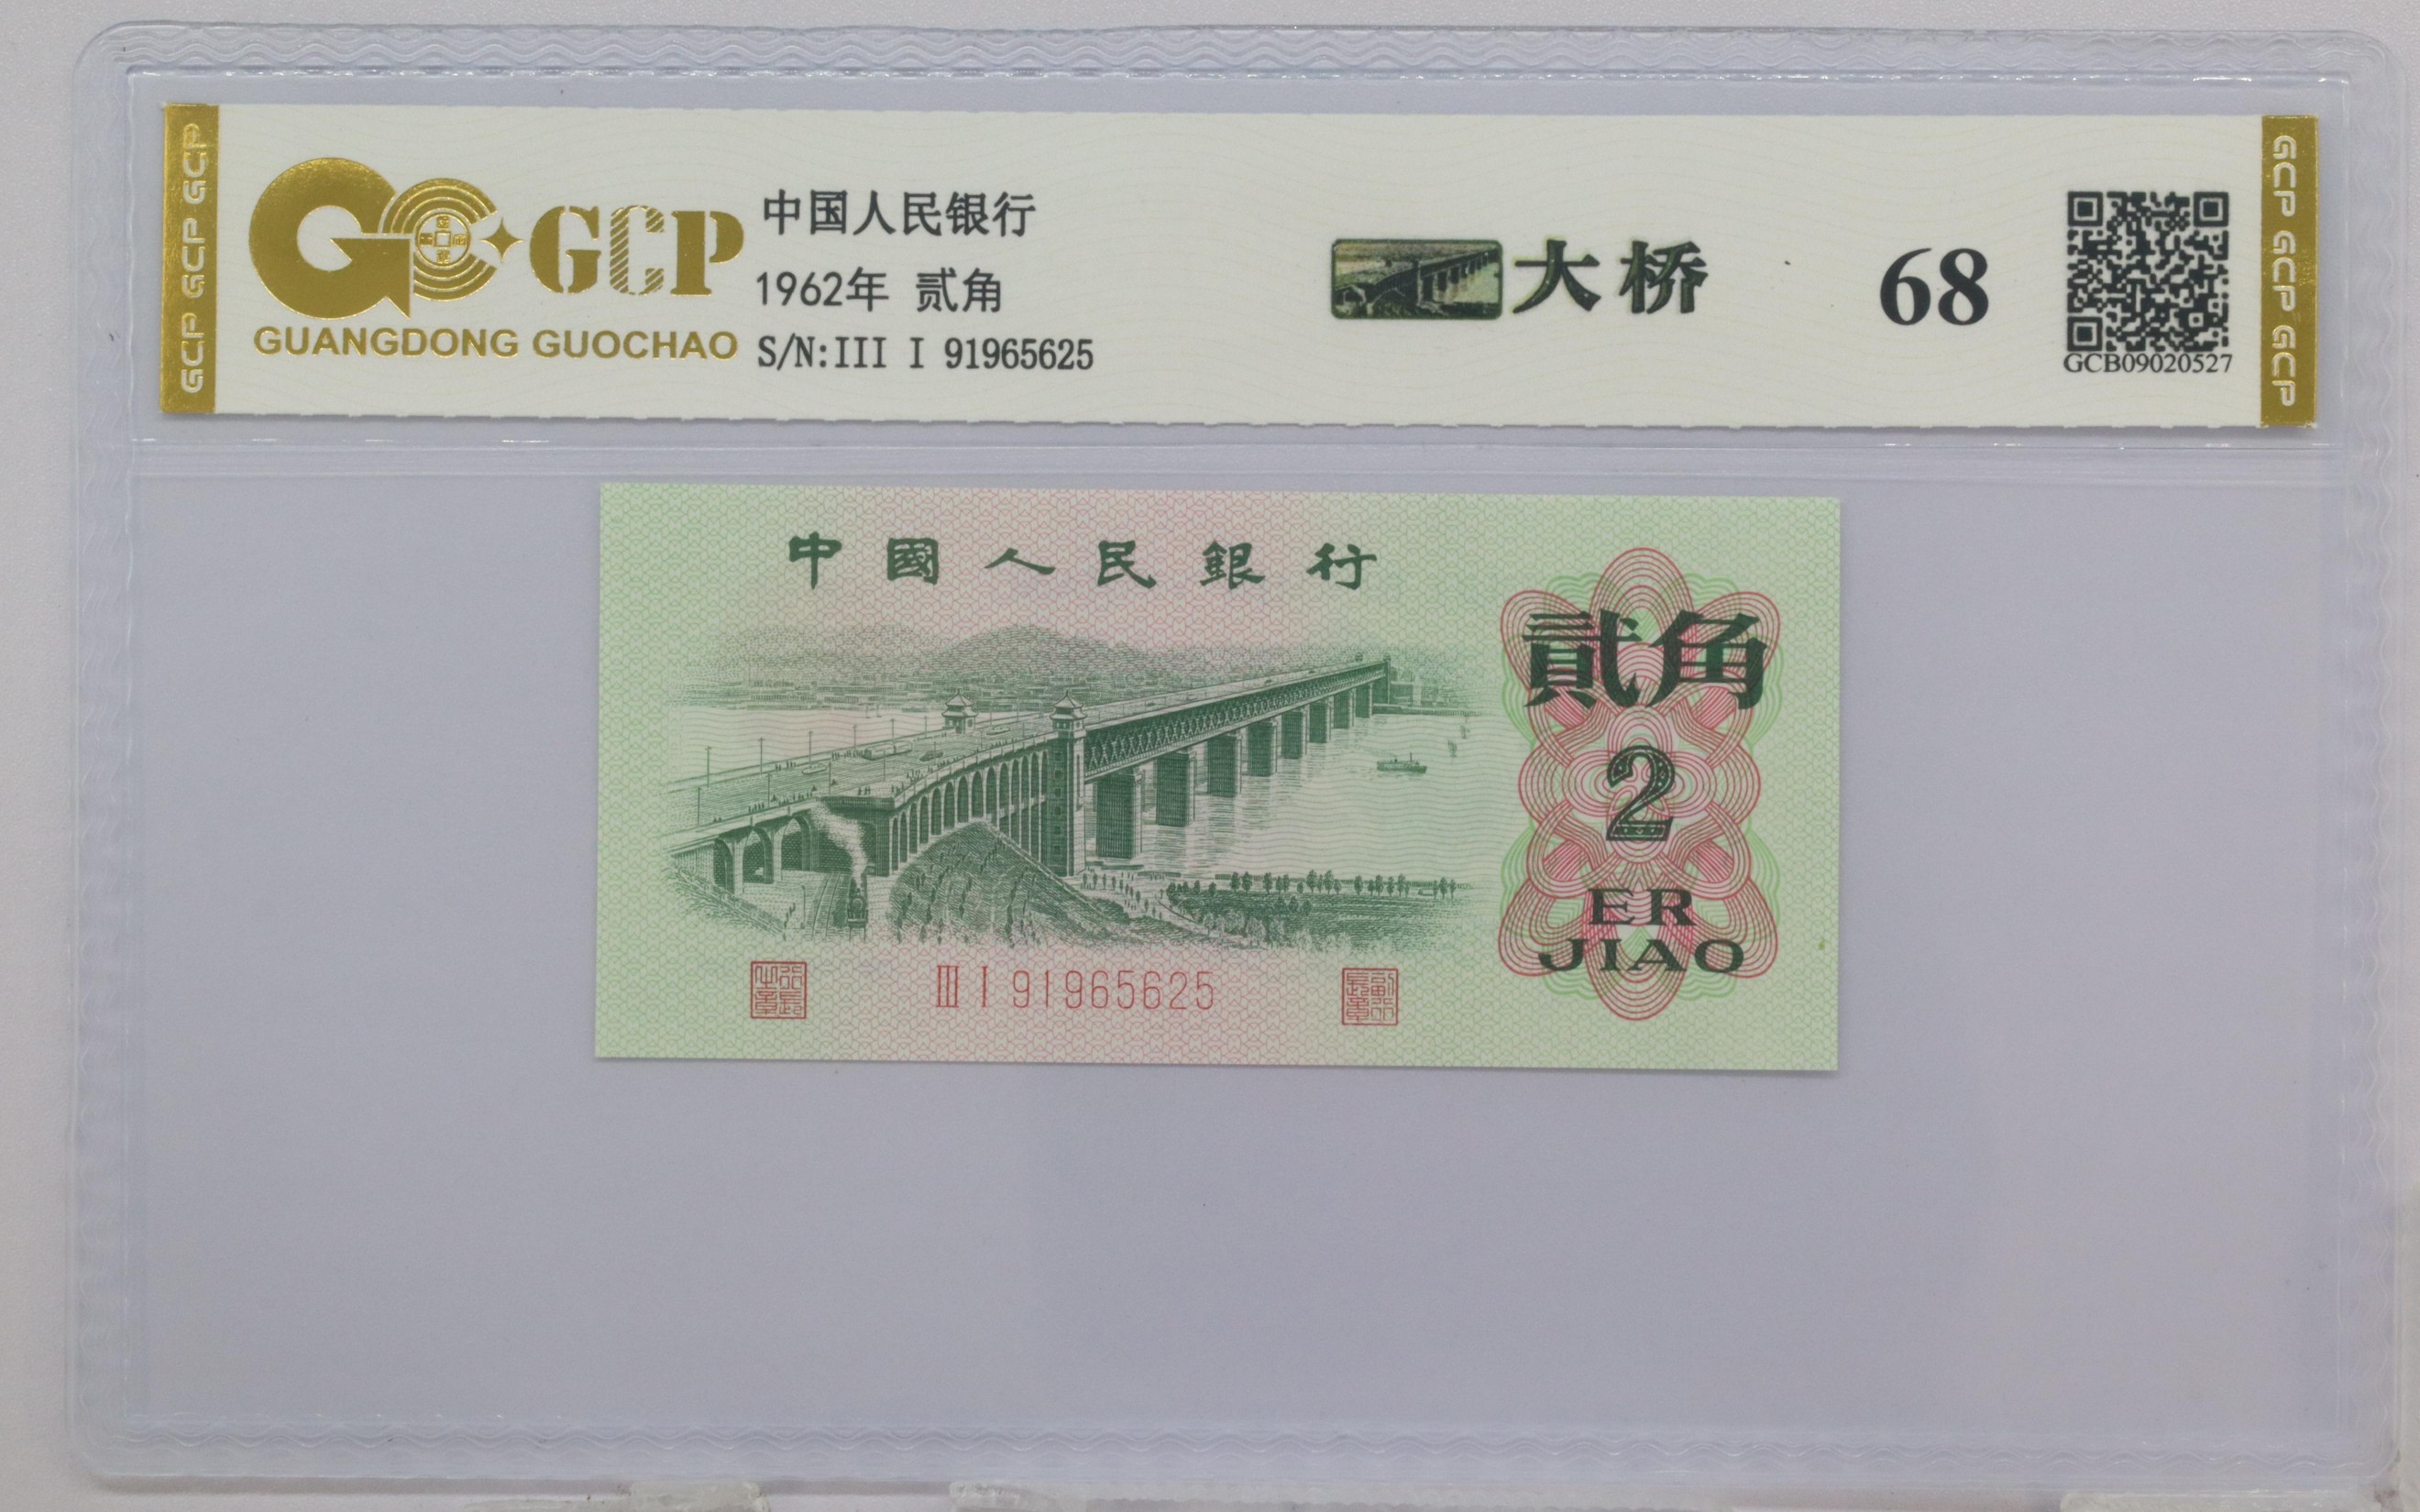 GCP GCP GCP
GCP
GUANGDONG GUOCHAO
中国人民银行
1962年 贰角
S/N:III I 91965625
大桥
68
GCB09020527
GCP GCP GCP
中國人民銀行
貳角
2
ER
JIAO
III I 91965625